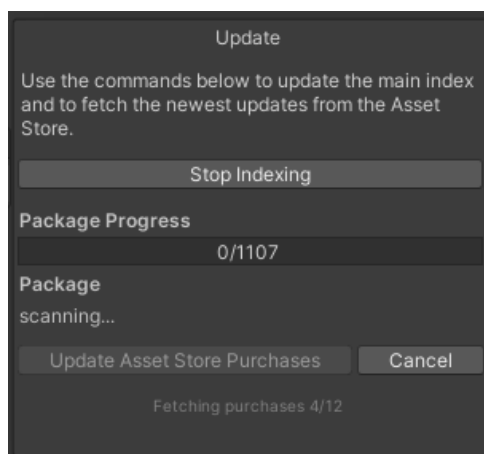 Update
Use the commands below to update the main index
and to fetch the newest updates from the Asset
Store.
Stop Indexing
Package Progress
0/1107
Package
scanning...
Update Asset Store Purchases
Cancel
Fetching purchases 4/12